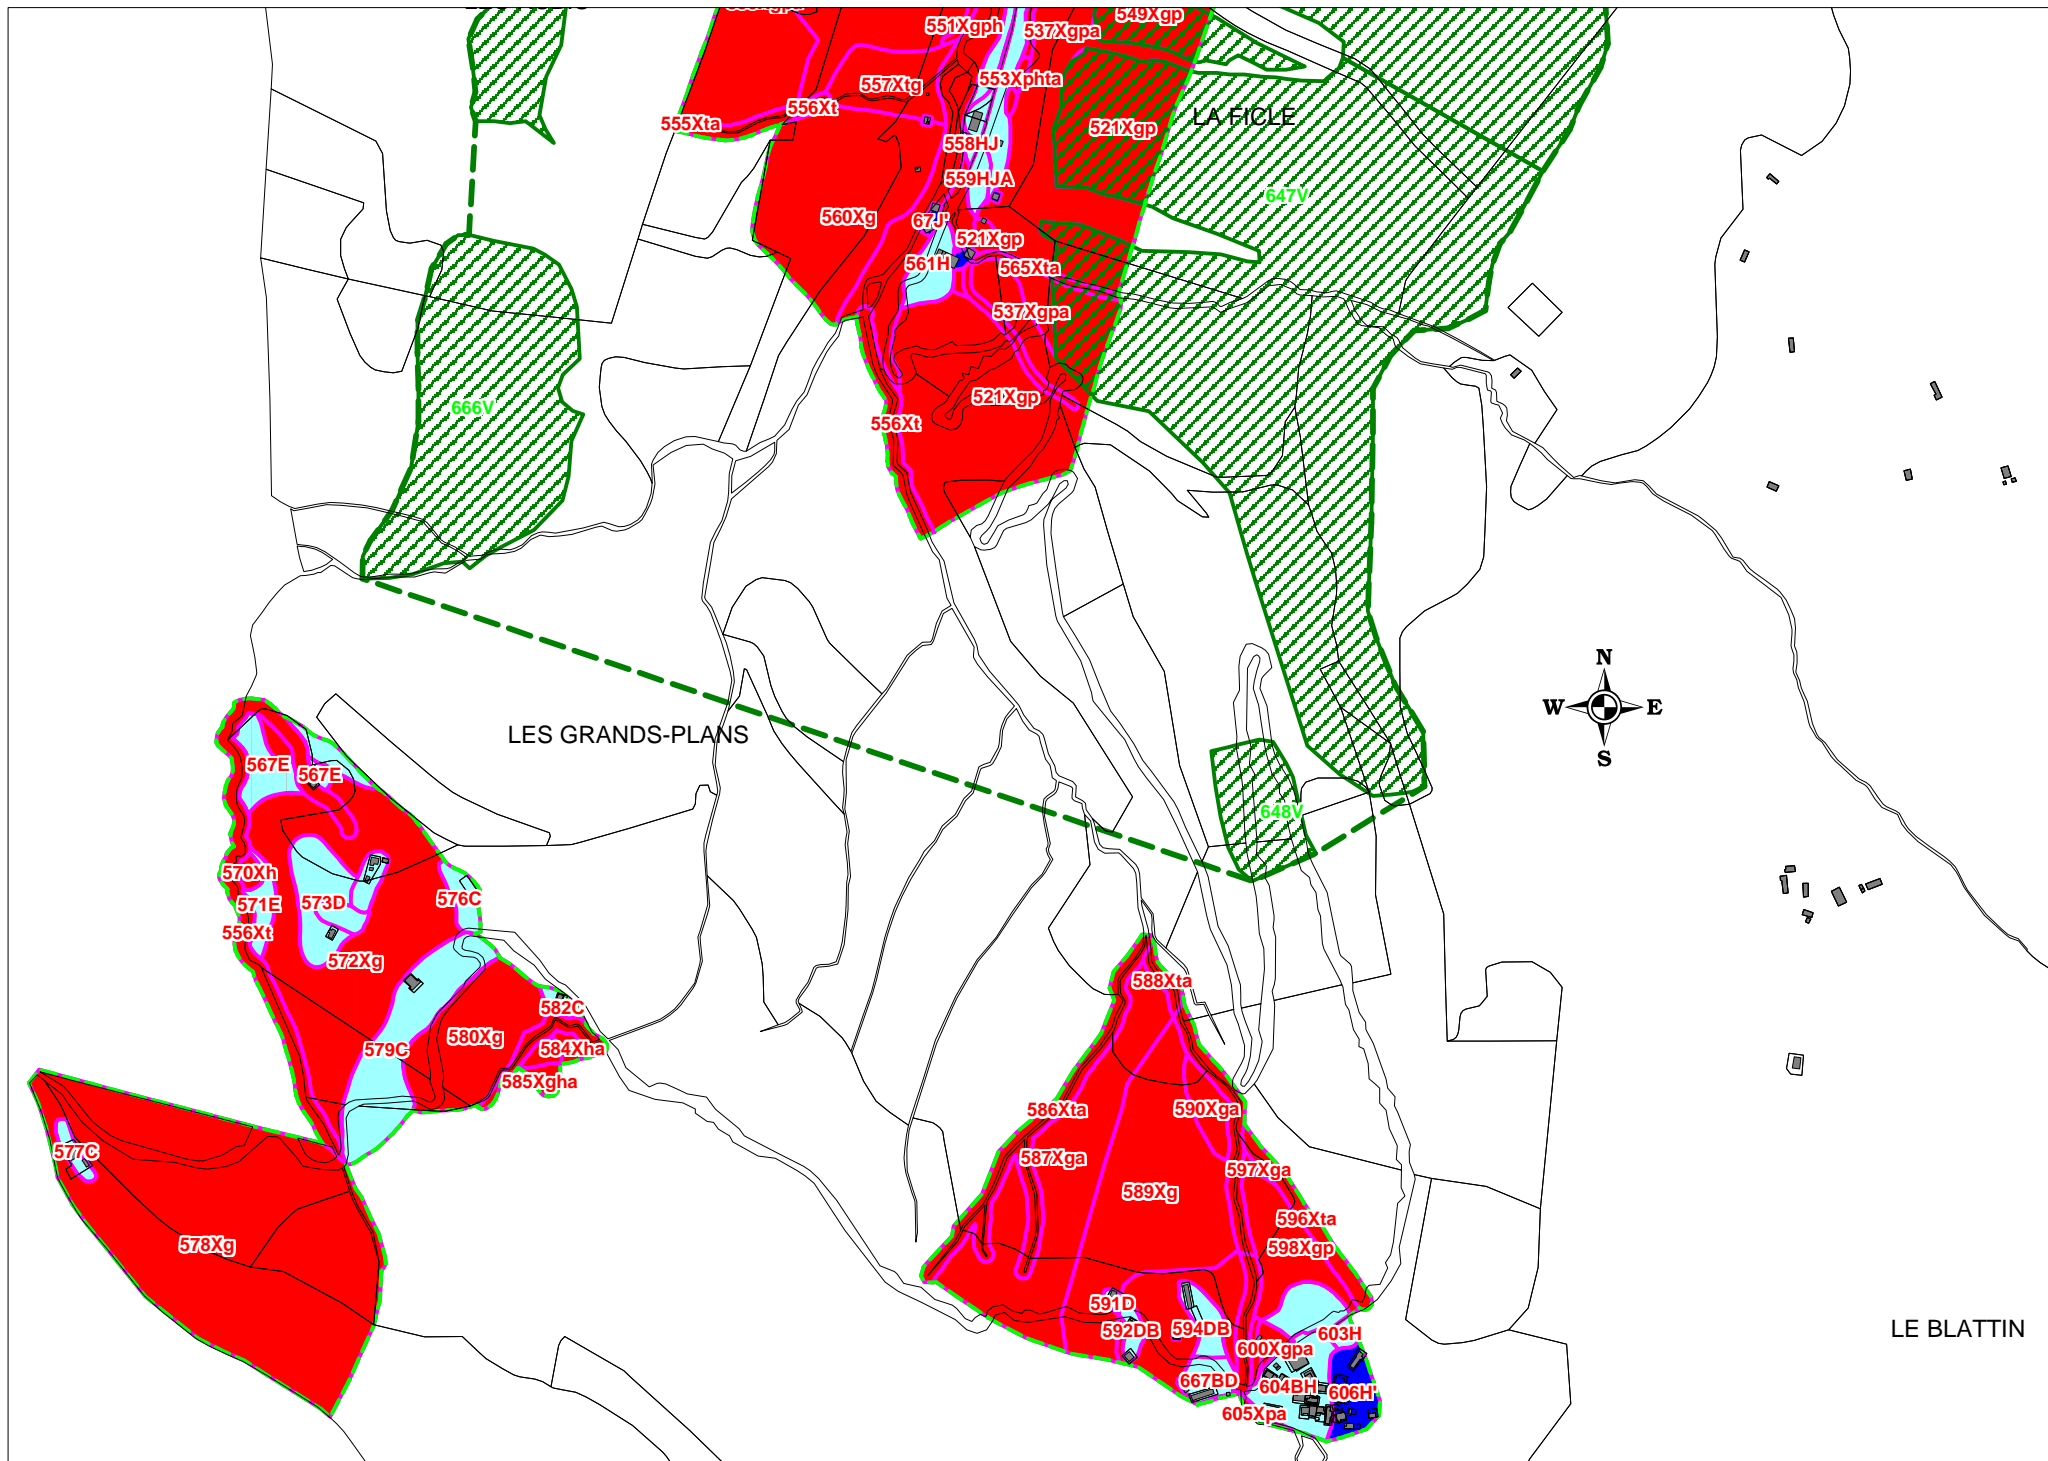 551Xgph
537Xgpa
549Xgp
553Xphta
557Xtg
556Xt
555Xta
LA FICLE
521Xgp
558HJ
559HJA
647V
560Xg
67J'
521Xgp
561H
565Xta
537Xgpa
521Xgp
666V
556Xt
N
W
E
S
LES GRANDS-PLANS
567E
567E
648V
570Xh
576C
571E
573D
556Xt
572Xg
588Xta
582C
580Xg
579C
584Xha
585Xgha
586Xta
590Xga
577C
587Xga
597Xga
589Xg
596Xta
578Xg
598Xgp
591D
592DB
594DB
603H
LE BLATTIN
600Xgpa
667BD
604BH
606H'
605Xpa